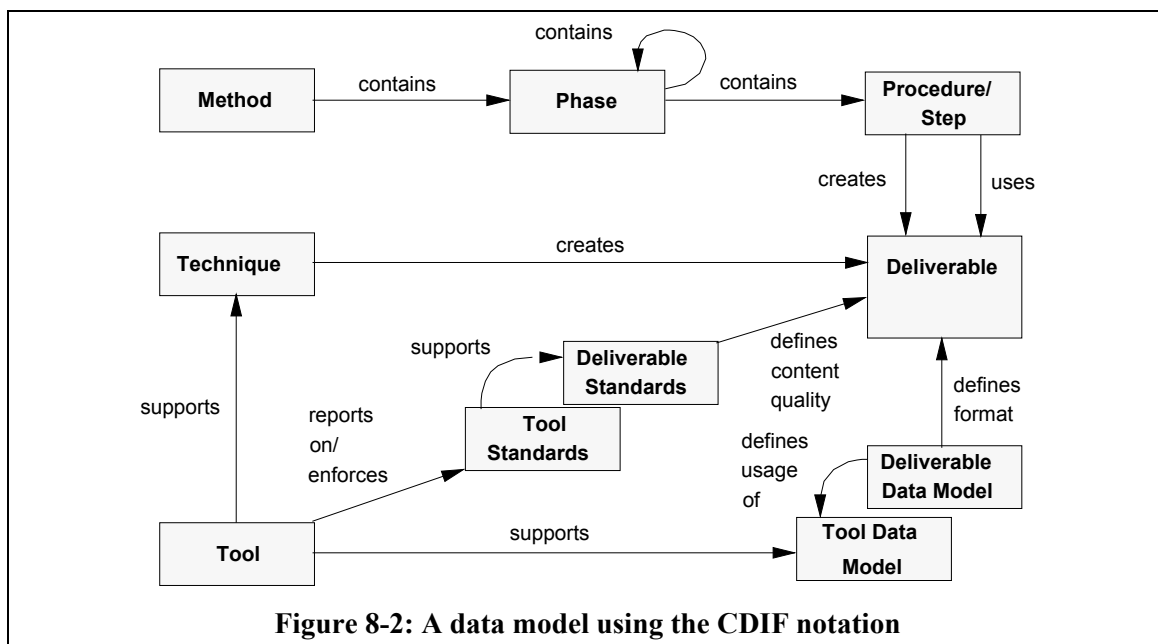 contains
Method
contains
Phase
contains
Procedure/
Step
creates
uses
Technique
creates
Deliverable
supports
Deliverable
Standards
defines
content
quality
defines
format
supports
reports
on/
enforces
Tool
Standards
defines
usage
of
Deliverable
Data Model
Tool
supports
Tool Data
Model
Figure 8-2: A data model using the CDIF notation